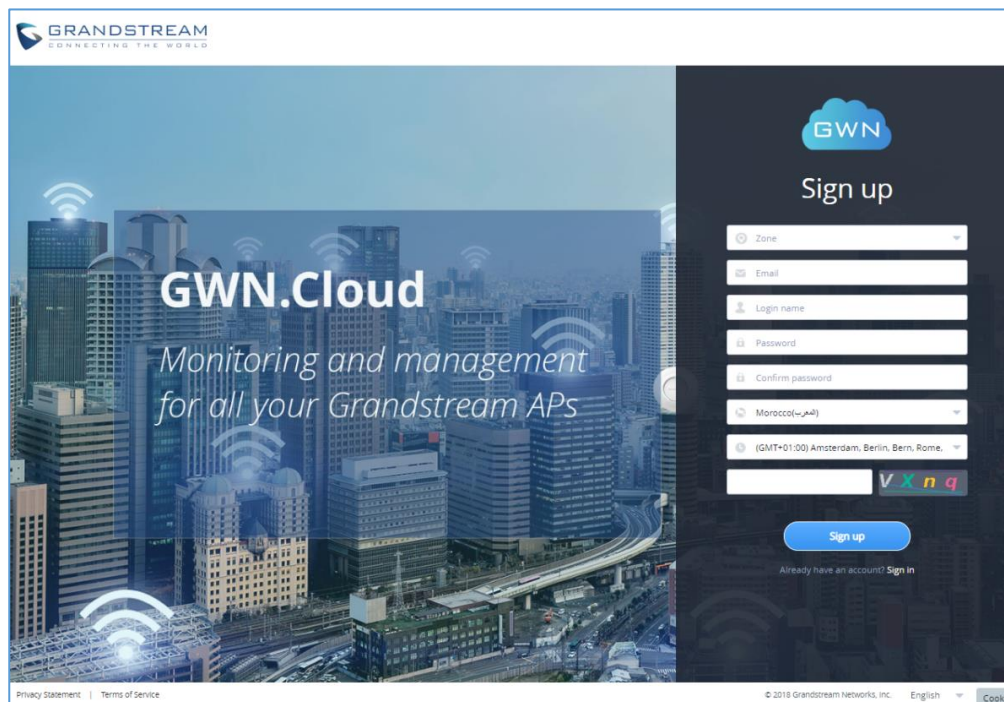 GRANDSTREAM
CONNECTING THE WORLD
GWN
Sign up
GWN.Cloud
Monitoring and management
for all your Grandstream APs
Zone
Email
Login name
Password
Confirm password
Morocco(المغرب)
(GMT+01:00) Amsterdam, Berlin, Bern, Rome,
V X n q
Sign up
Already have an account? Sign in
Privacy Statement | Terms of Service
© 2018 Grandstream Networks, Inc. English
Cook